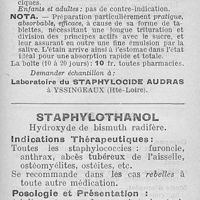 ciques.
Enfants et adultes : pas de contre-indication.
NOTA. — Préparation particulièrement pratique,
absorbable, efficace, à cause de sa forme de ta-
blettes, nécessitant une longue trituration et
division des principes actifs avec le sucre, et
leur assurant en outre une fine émulsion par la
salive. L'étain arrive ainsi à l'estomac dans l'état
idéal pour une absorption rapide et totale.
La boîte (10 à 20 jours) : 10 fr. toutes pharmacies.
Demander échantillon à :
Laboratoire du STAPHYLOCIDE AUDRAS
à YSSINGEAUX (Hte-Loire).
STAPHYLOTHANOL
Hydroxyde de bismuth radifère.
Indications Thérapeutiques :
Toutes les staphylococcies : furoncle,
anthrax, abcès tubéreux de l'aisselle,
ostéomyélites, ostéites, etc.
Se recommande dans les cas rebelles à
toute autre médication.
Posologie et Présentation :